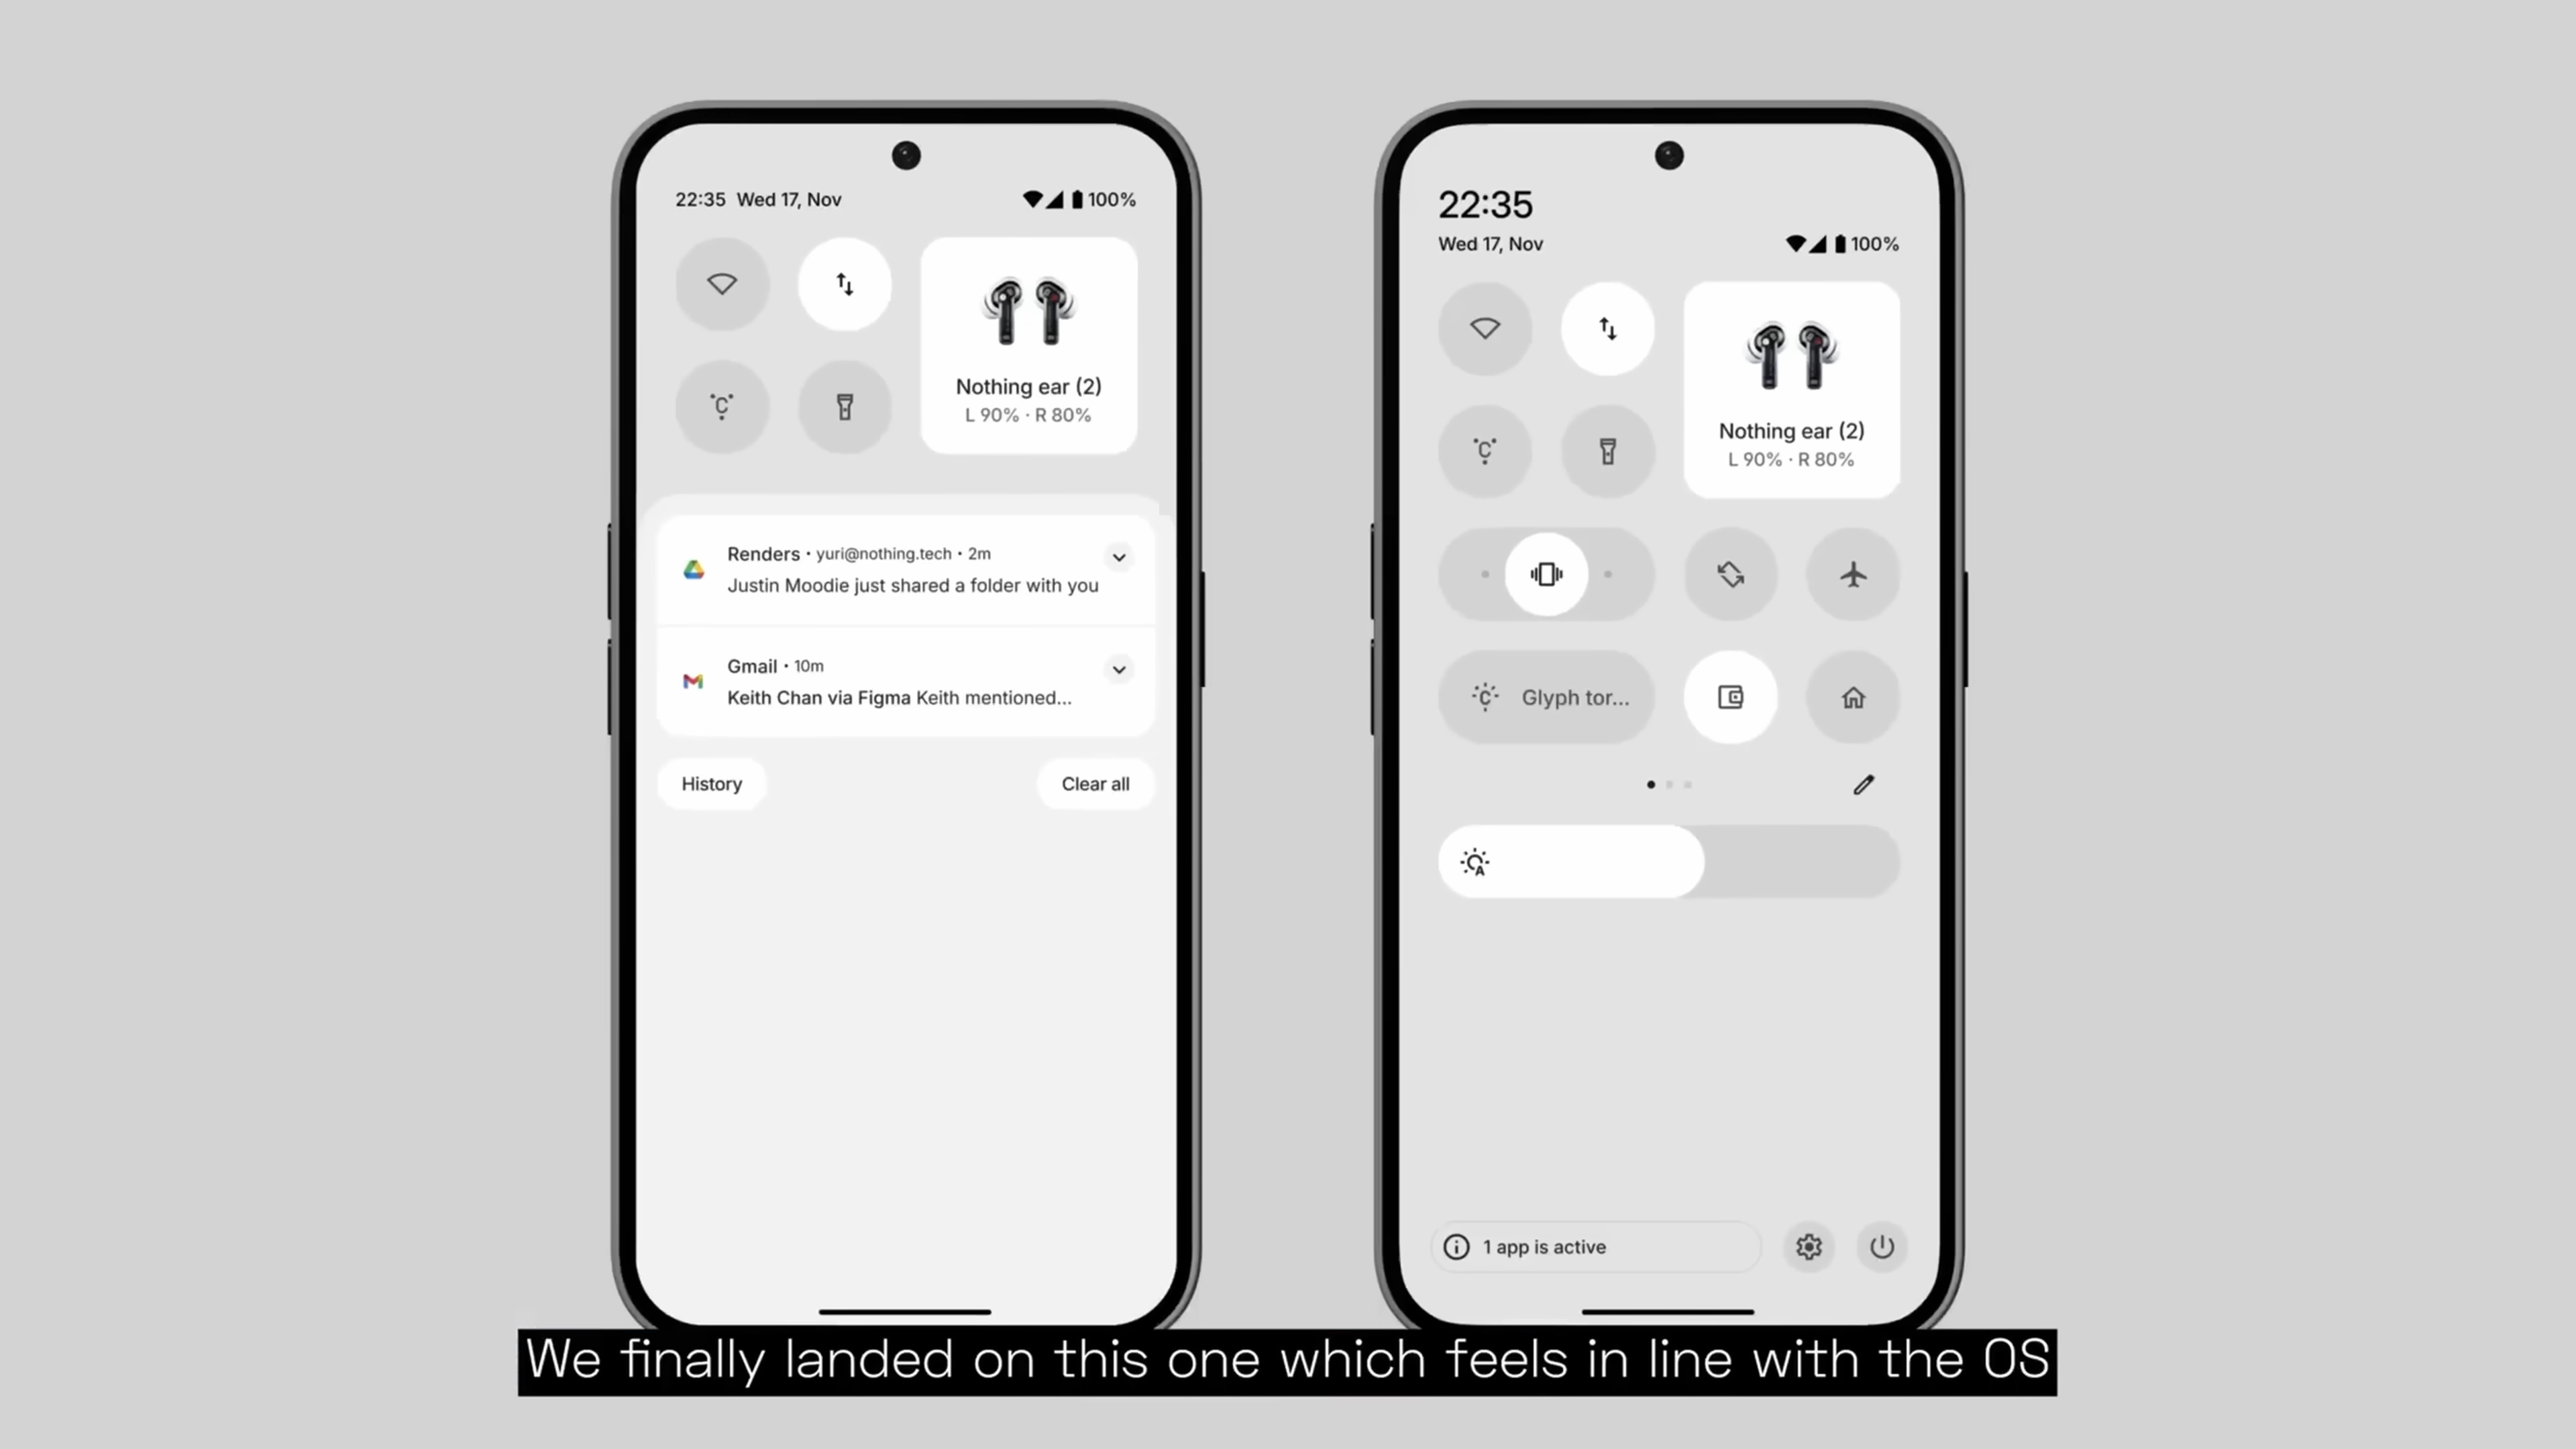 22:35 Wed 17, Nov
100%
Nothing ear (2)
L 90% · R 80%
Renders · yuri@nothing.tech · 2m
Justin Moodie just shared a folder with you
Gmail · 10m
Keith Chan via Figma Keith mentioned...
History
Clear all
22:35
Wed 17, Nov
100%
Nothing ear (2)
L 90% · R 80%
Glyph tor...
1 app is active
We finally landed on this one which feels in line with the OS